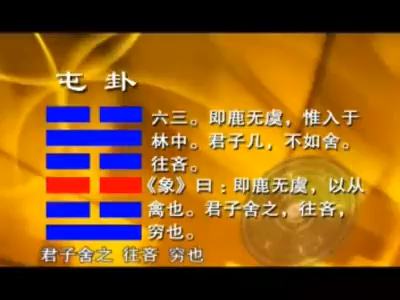 屯 卦
六三。即鹿无虞，惟入于
林中。君子几，不如舍。
往吝。
《象》曰：即鹿无虞，以从
禽也。君子舍之，往吝，
穷也。
君子舍之 往吝 穷也